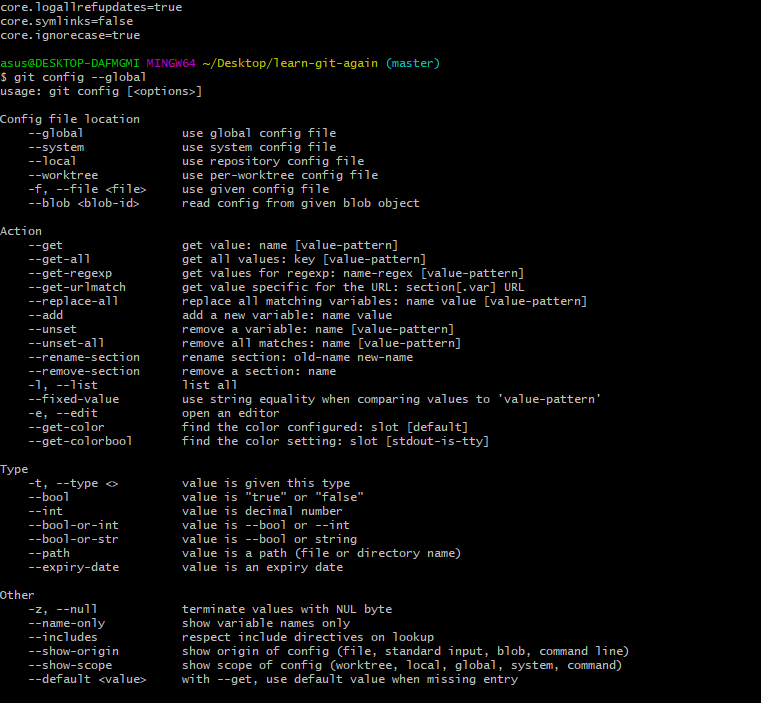 core.logallrefupdates=true
core.symlinks=false
core.ignorecase=true
asus@DESKTOP-DAFMGMI MINGW64 ~/Desktop/learn-git-again (master)
$ git config --global
usage: git config [<options>]
Config file location
    --global              use global config file
    --system              use system config file
    --local               use repository config file
    --worktree            use per-worktree config file
    -f, --file <file>     use given config file
    --blob <blob-id>      read config from given blob object
Action
    --get                 get value: name [value-pattern]
    --get-all             get all values: key [value-pattern]
    --get-regexp          get values for regexp: name-regex [value-pattern]
    --get-urlmatch        get value specific for the URL: section[.var] URL
    --replace-all         replace all matching variables: name value [value-pattern]
    --add                 add a new variable: name value
    --unset               remove a variable: name [value-pattern]
    --unset-all           remove all matches: name [value-pattern]
    --rename-section      rename section: old-name new-name
    --remove-section      remove a section: name
    -l, --list            list all
    --fixed-value         use string equality when comparing values to 'value-pattern'
    -e, --edit            open an editor
    --get-color           find the color configured: slot [default]
    --get-colorbool       find the color setting: slot [stdout-is-tty]
Type
    -t, --type <>         value is given this type
    --bool                value is "true" or "false"
    --int                 value is decimal number
    --bool-or-int         value is --bool or --int
    --bool-or-str         value is --bool or string
    --path                value is a path (file or directory name)
    --expiry-date         value is an expiry date
Other
    -z, --null            terminate values with NUL byte
    --name-only           show variable names only
    --includes            respect include directives on lookup
    --show-origin         show origin of config (file, standard input, blob, command line)
    --show-scope          show scope of config (worktree, local, global, system, command)
    --default <value>     with --get, use default value when missing entry